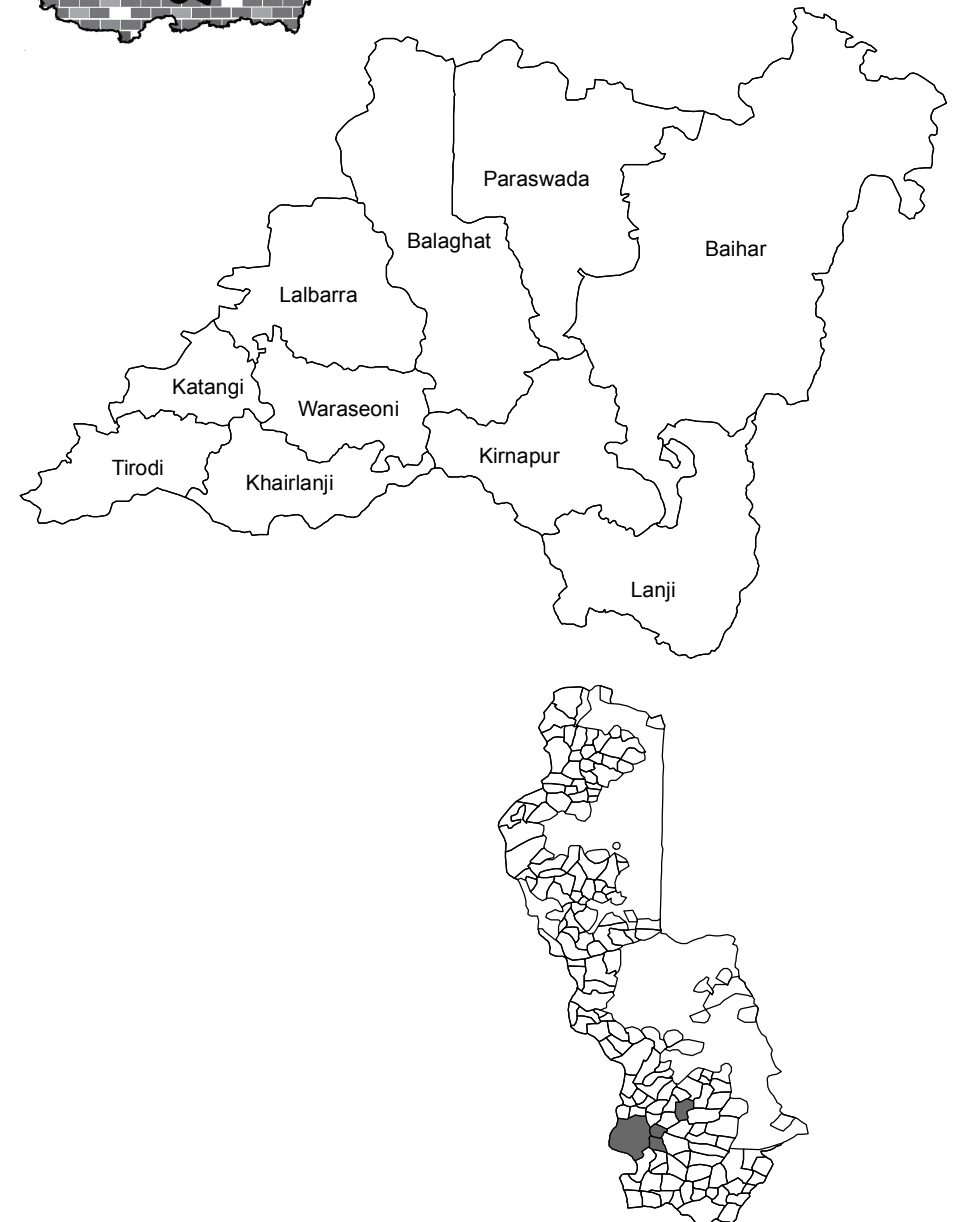 Paraswada
Balaghat
Baihar
Lalbarra
Katangi
Waraseoni
Kirnapur
Tirodi
Khairlanji
Lanji